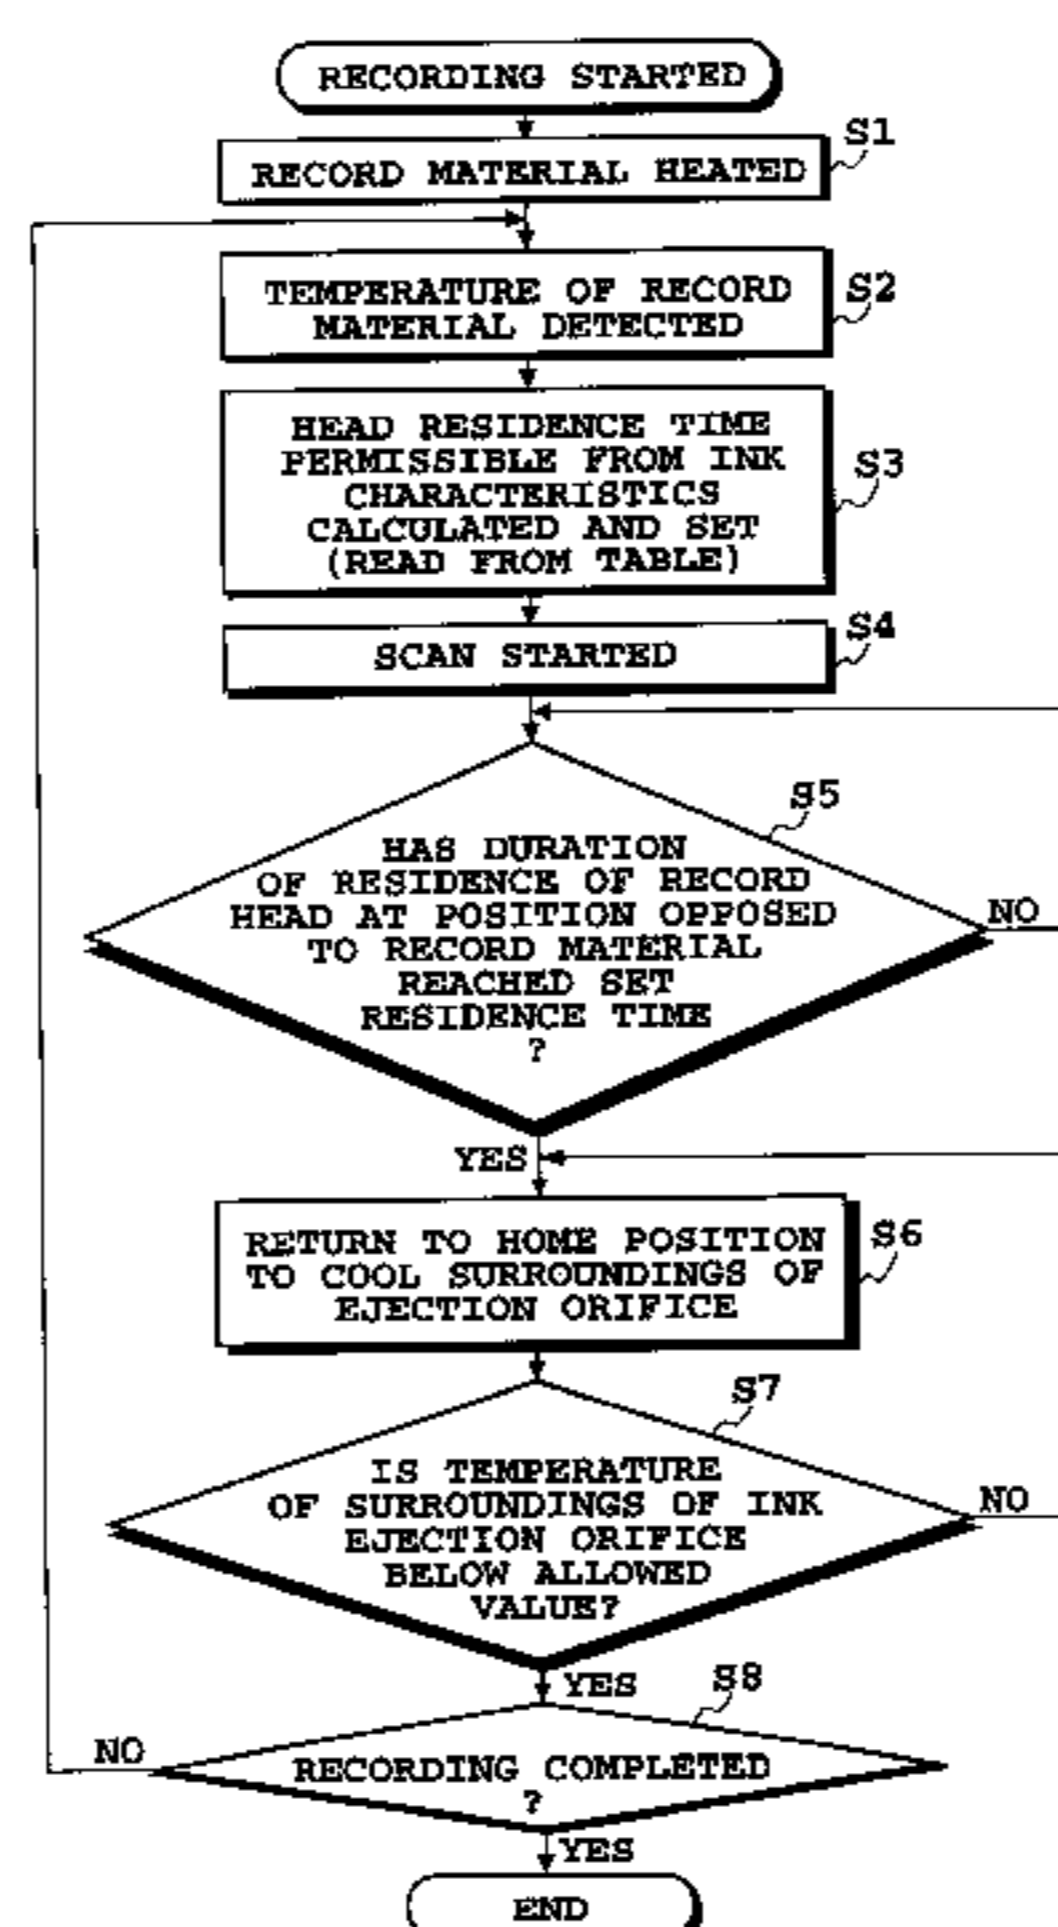 RECORDING STARTED
S1
RECORD MATERIAL HEATED
S2
TEMPERATURE OF RECORD
MATERIAL DETECTED
HEAD RESIDENCE TIME
PERMISSIBLE FROM INK
S3
CHARACTERISTICS
CALCULATED AND SET
(READ FROM TABLE)
S4
SCAN STARTED
S5
HAS DURATION
OF RESIDENCE OF RECORD
HEAD AT POSITION OPPOSED
NO
TO RECORD MATERIAL
REACHED SET
RESIDENCE TIME
?
YES
S6
RETURN TO HOME POSITION
TO COOL SURROUNDINGS OF
EJECTION ORIFICE
S7
IS TEMPERATURE
OF SURROUNDINGS OF INK
NO
EJECTION ORIFICE
BELOW ALLOWED
VALUE?
YES
S8
NO
RECORDING COMPLETED
?
YES
END